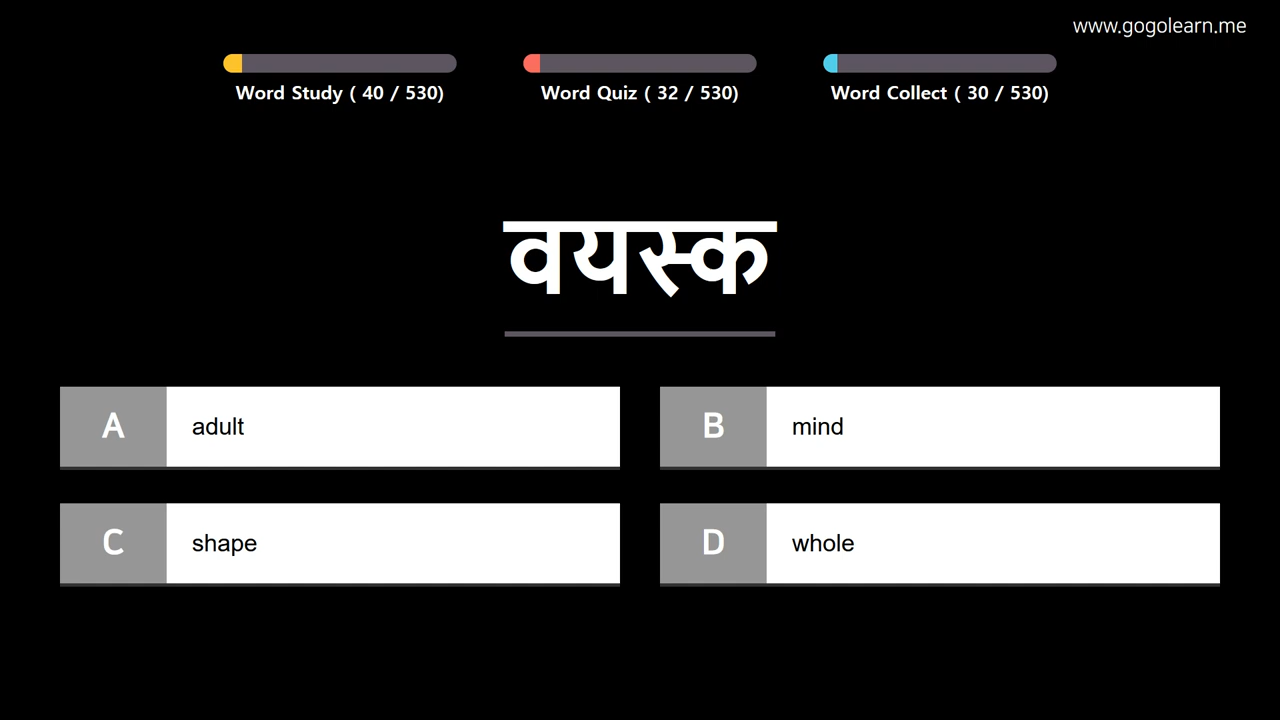 www.gogolearn.me
Word Study ( 40 / 530)
Word Quiz ( 32 / 530)
Word Collect ( 30 / 530)
वयस्क
A adult
B mind
C shape
D whole